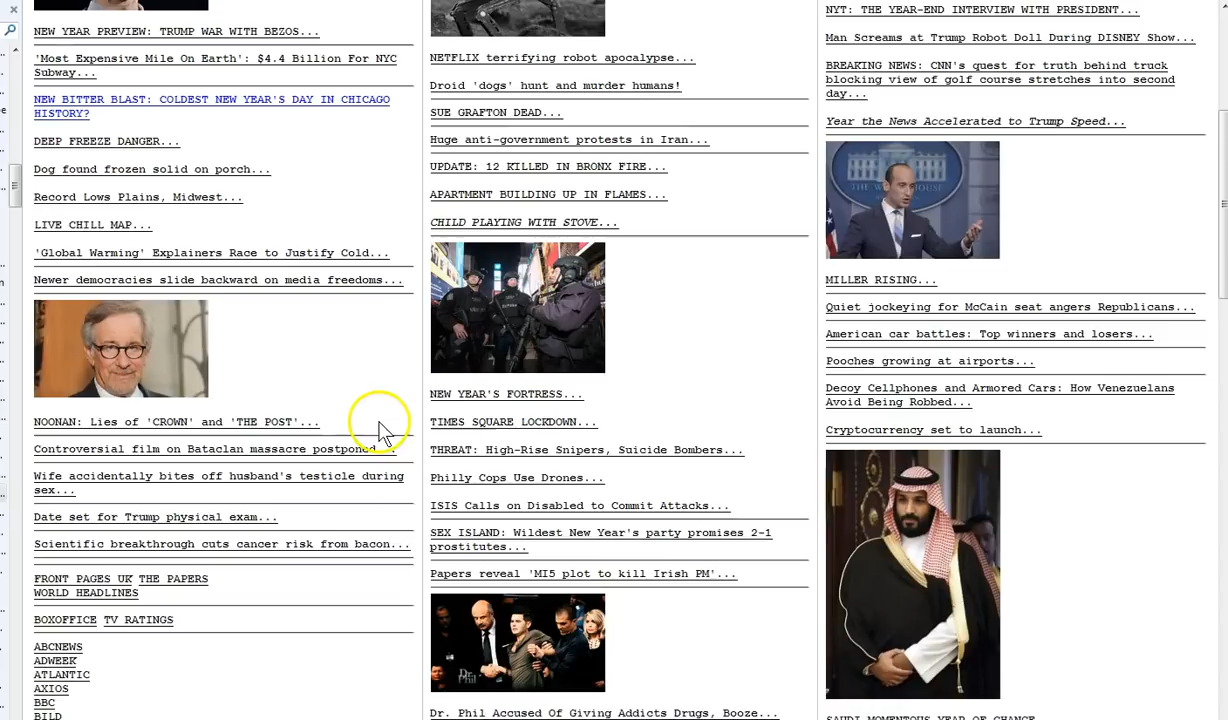 NEW YEAR PREVIEW: TRUMP WAR WITH BEZOS...
'Most Expensive Mile On Earth': $4.4 Billion For NYC
Subway...
NEW BITTER BLAST: COLDEST NEW YEAR'S DAY IN CHICAGO
HISTORY?
DEEP FREEZE DANGER...
Dog found frozen solid on porch...
Record Lows Plains, Midwest...
LIVE CHILL MAP...
'Global Warming' Explainers Race to Justify Cold...
Newer democracies slide backward on media freedoms...
NOONAN: Lies of 'CROWN' and 'THE POST'...
Controversial film on Bataclan massacre postponed...
Wife accidentally bites off husband's testicle during
sex...
Date set for Trump physical exam...
Scientific breakthrough cuts cancer risk from bacon...
FRONT PAGES UK THE PAPERS
WORLD HEADLINES
BOXOFFICE TV RATINGS
ABCNEWS
ADWEEK
ATLANTIC
AXIOS
BBC
BILD
NETFLIX terrifying robot apocalypse...
Droid 'dogs' hunt and murder humans!
SUE GRAFTON DEAD...
Huge anti-government protests in Iran...
UPDATE: 12 KILLED IN BRONX FIRE...
APARTMENT BUILDING UP IN FLAMES...
CHILD PLAYING WITH STOVE...
NEW YEAR'S FORTRESS...
TIMES SQUARE LOCKDOWN...
THREAT: High-Rise Snipers, Suicide Bombers...
Philly Cops Use Drones...
ISIS Calls on Disabled to Commit Attacks...
SEX ISLAND: Wildest New Year's party promises 2-1
prostitutes...
Papers reveal 'MI5 plot to kill Irish PM'...
Dr. Phil
Dr. Phil Accused Of Giving Addicts Drugs, Booze...
NYT: THE YEAR-END INTERVIEW WITH PRESIDENT...
Man Screams at Trump Robot Doll During DISNEY Show...
BREAKING NEWS: CNN's quest for truth behind truck
blocking view of golf course stretches into second
day...
Year the News Accelerated to Trump Speed...
THE WHITE HOUSE
MILLER RISING...
Quiet jockeying for McCain seat angers Republicans...
American car battles: Top winners and losers...
Pooches growing at airports...
Decoy Cellphones and Armored Cars: How Venezuelans
Avoid Being Robbed...
Cryptocurrency set to launch...
SAUDI MOMENTOUS YEAR OF CHANGE